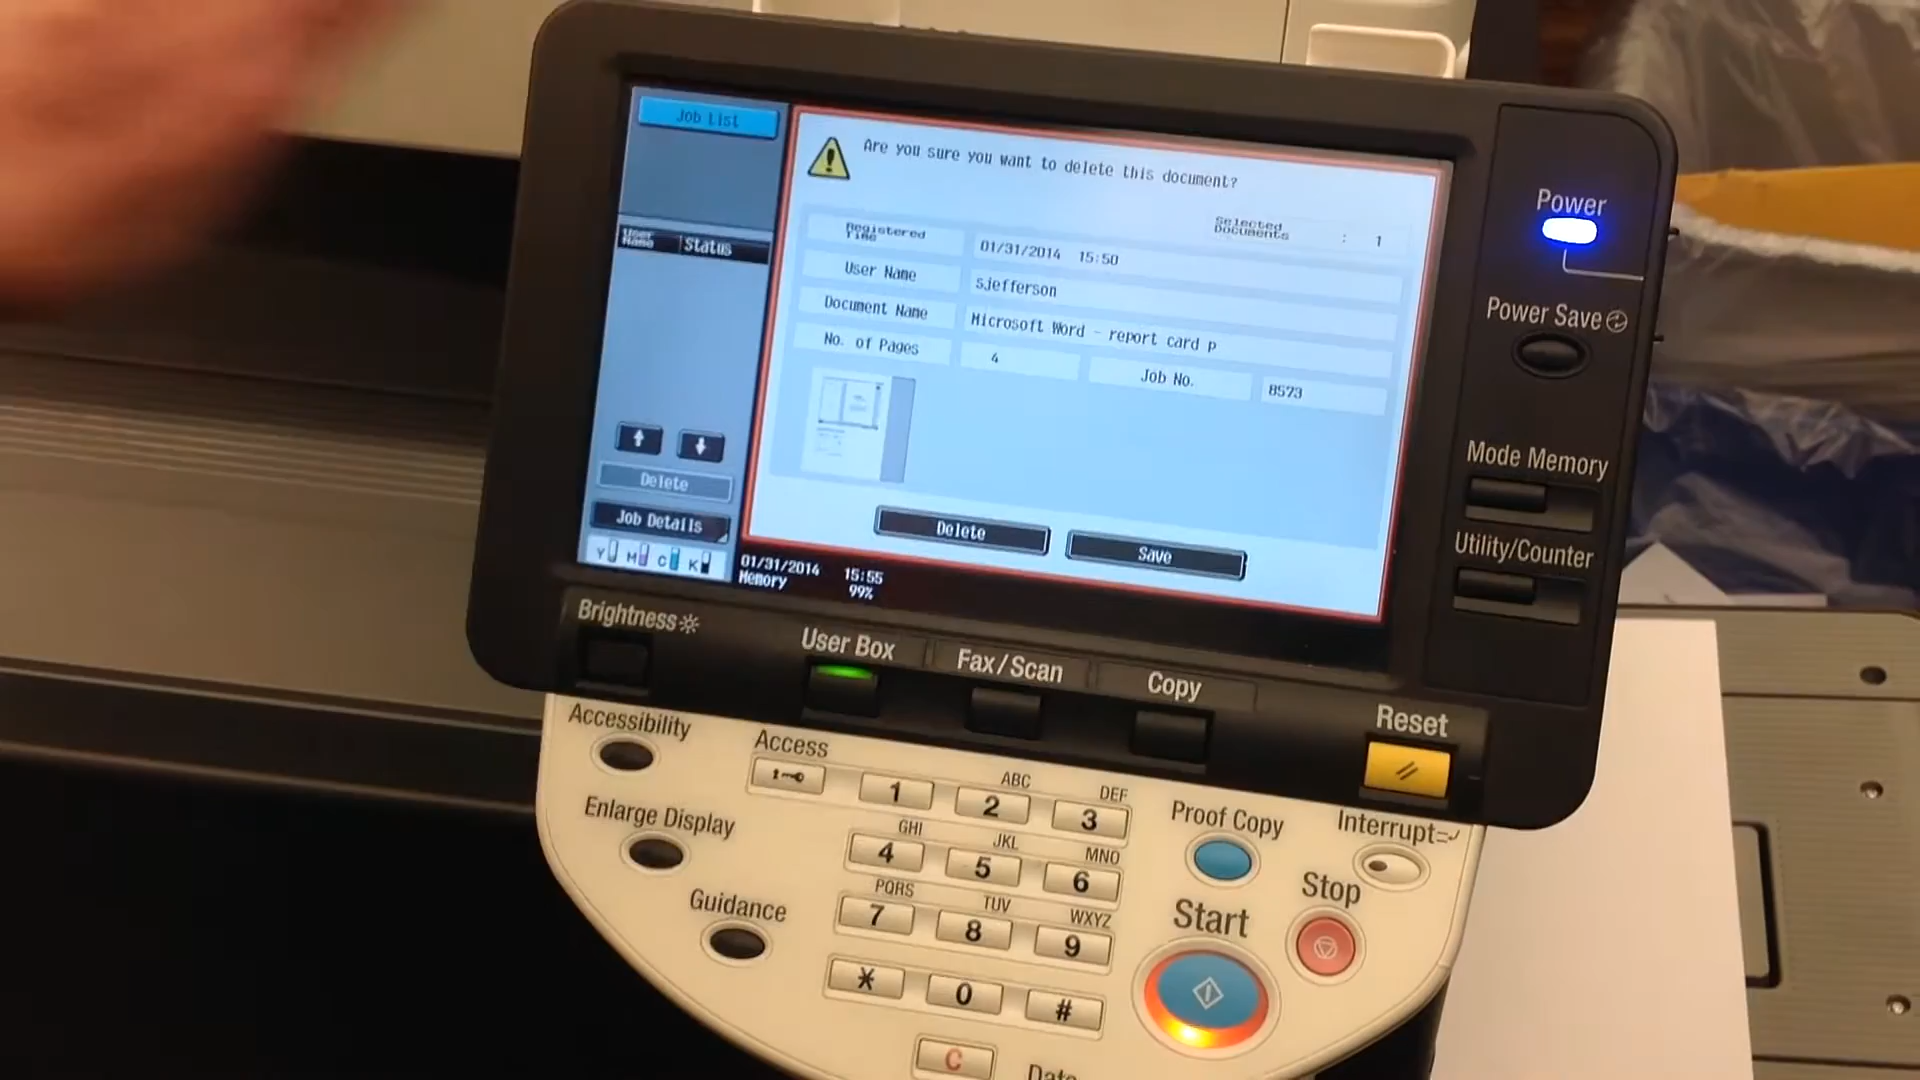 Job List
Are you sure you want to delete this document?
Selected
Documents : 1
Registered
Time 01/31/2014 15:50
User
Name Status
User Name sjefferson
Document Name Microsoft Word - report card p
No. of Pages 4 Job No. 8573
Delete
Job Details
Delete Save
Y M C K
01/31/2014 15:55
Memory 99%
Power
Power Save
Mode Memory
Utility/Counter
Brightness
User Box
Fax/Scan
Copy
Reset
Accessibility
Access
Enlarge Display
Guidance
1
ABC
2
DEF
3
GHI
4
JKL
5
MNO
6
PQRS
7
TUV
8
WXYZ
9
*
0
#
C
Proof Copy
Interrupt
Stop
Start